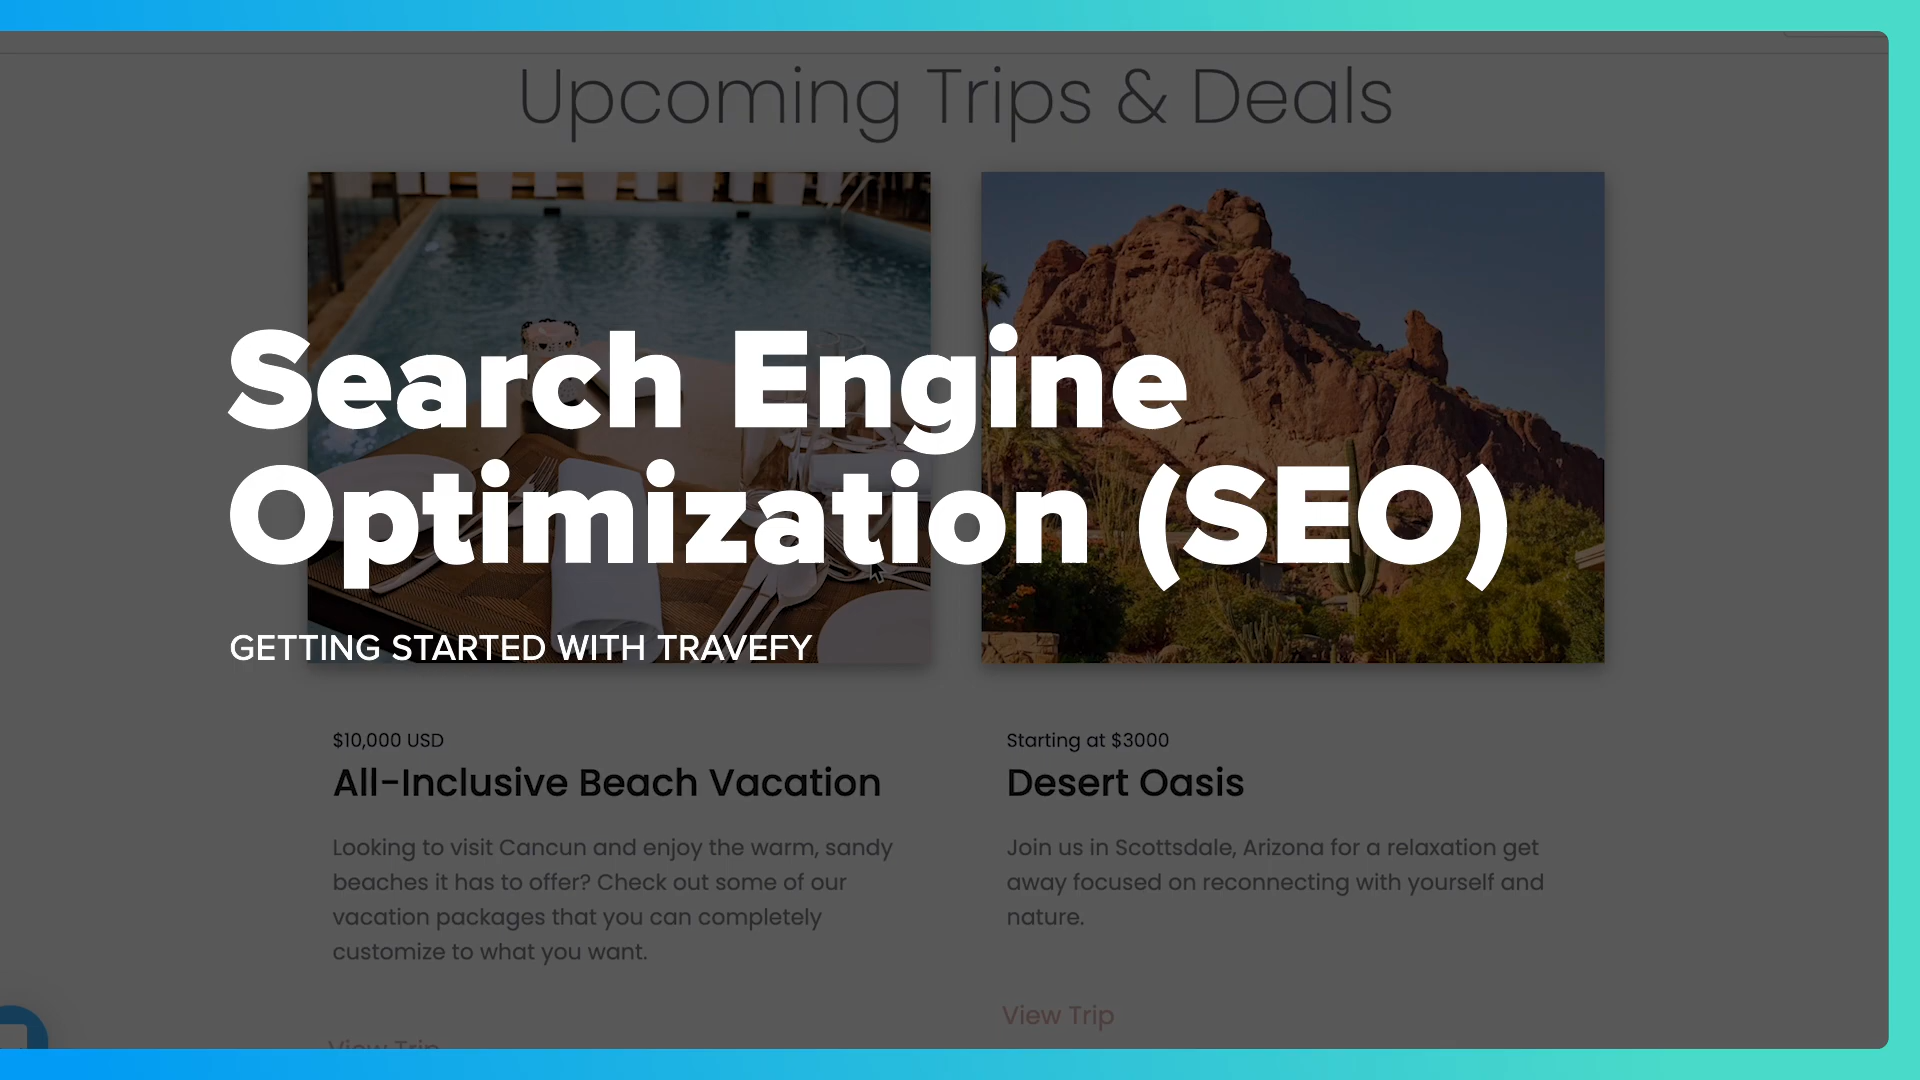 Upcoming Trips & Deals
Search Engine
Optimization (SEO)
GETTING STARTED WITH TRAVEFY
$10,000 USD
All-Inclusive Beach Vacation
Looking to visit Cancun and enjoy the warm, sandy
beaches it has to offer? Check out some of our
vacation packages that you can completely
customize to what you want.
View Trip
Starting at $3000
Desert Oasis
Join us in Scottsdale, Arizona for a relaxation get
away focused on reconnecting with yourself and
nature.
View Trip